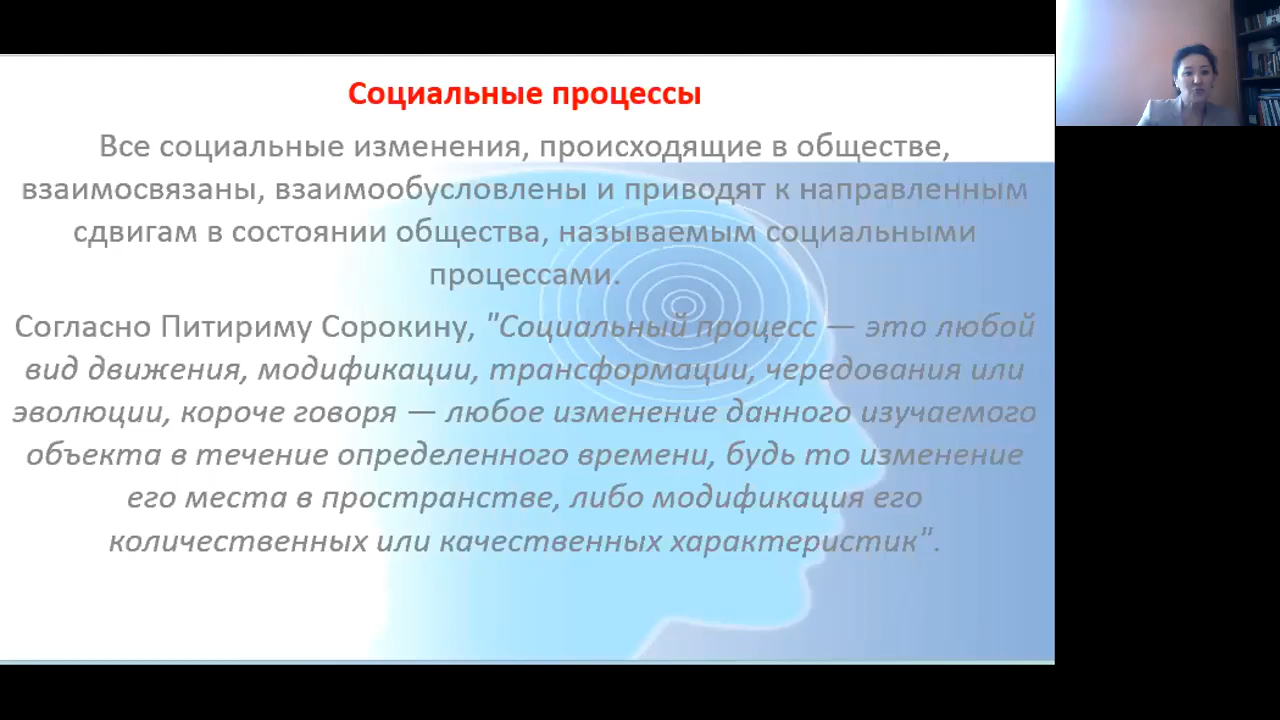 Социальные процессы
Все социальные изменения, происходящие в обществе,
взаимосвязаны, взаимообусловлены и приводят к направленным
сдвигам в состоянии общества, называемым социальными
процессами.
Согласно Питириму Сорокину, "Социальный процесс — это любой
вид движения, модификации, трансформации, чередования или
эволюции, короче говоря — любое изменение данного изучаемого
объекта в течение определенного времени, будь то изменение
его места в пространстве, либо модификация его
количественных или качественных характеристик".